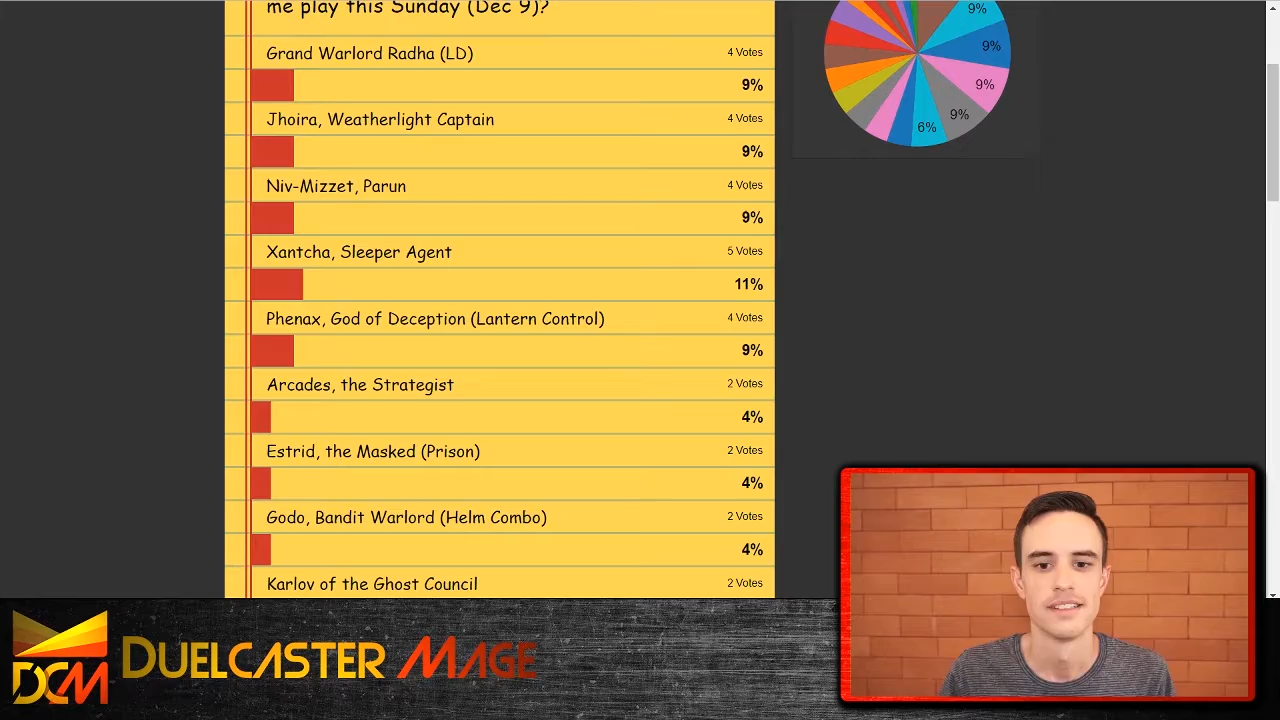 me play this Sunday (Dec 9)?
Grand Warlord Radha (LD) 4 Votes
9%
Jhoira, Weatherlight Captain 4 Votes
9%
Niv-Mizzet, Parun 4 Votes
9%
Xantcha, Sleeper Agent 5 Votes
11%
Phenax, God of Deception (Lantern Control) 4 Votes
9%
Arcades, the Strategist 2 Votes
4%
Estrid, the Masked (Prison) 2 Votes
4%
Godo, Bandit Warlord (Helm Combo) 2 Votes
4%
Karlov of the Ghost Council 2 Votes
9%
9%
9%
9%
6%
DCM
DUELCASTER MAGE